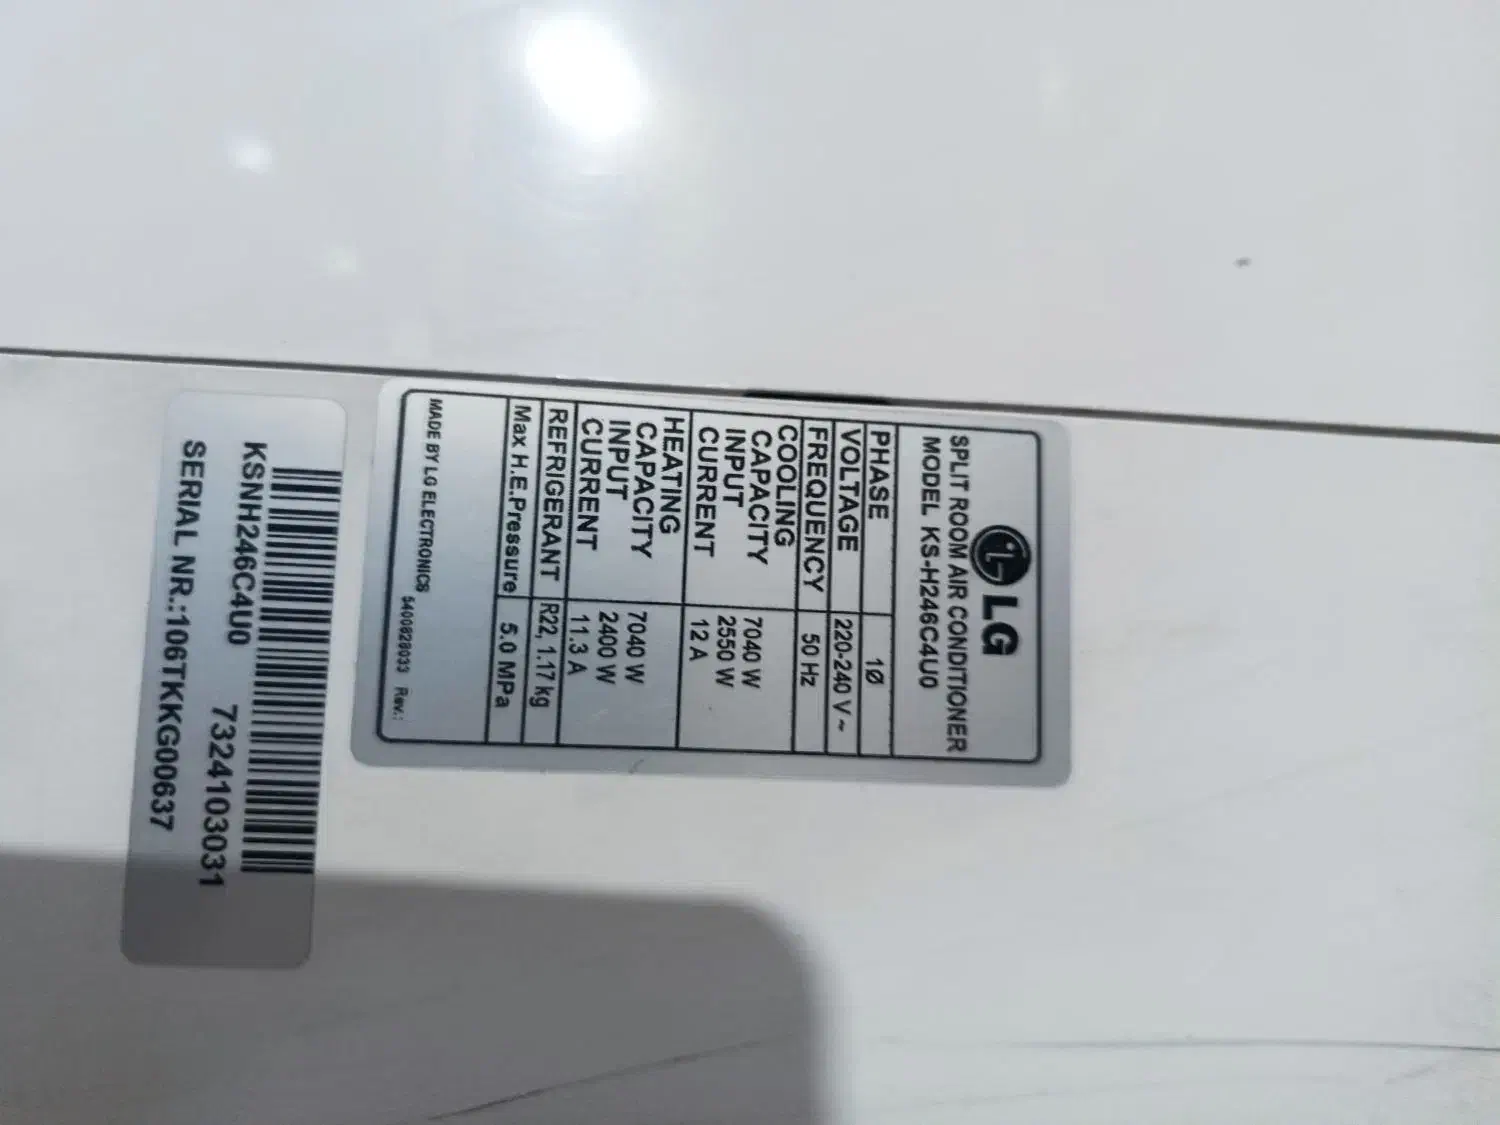 LG
SPLIT ROOM AIR CONDITIONER
MODEL KS-H246C4U0
PHASE 1Ø
VOLTAGE 220-240 V~
FREQUENCY 50 Hz
COOLING
CAPACITY 7040 W
INPUT 2550 W
CURRENT 12 A
HEATING
CAPACITY 7040 W
INPUT 2400 W
CURRENT 11.3 A
REFRIGERANT R22, 1.17 kg
Max H.E.Pressure 5.0 MPa
MADE BY LG ELECTRONICS 5400828033 Rev.:
KSNH246C4U0 7324103031
SERIAL NR.:106TKKG00637